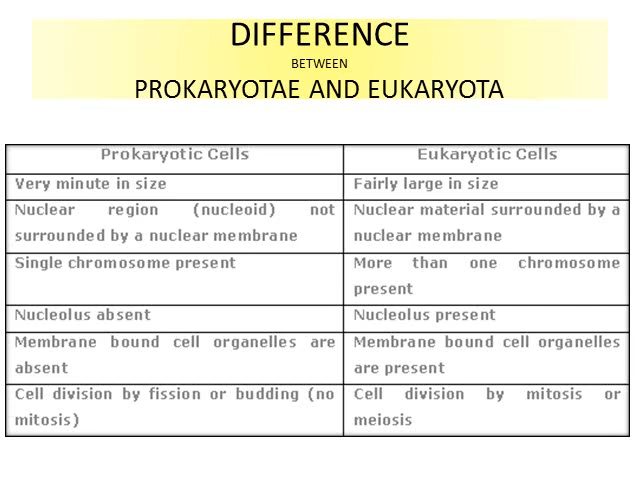 DIFFERENCE
BETWEEN
PROKARYOTAE AND EUKARYOTA
Prokaryotic Cells
Eukaryotic Cells
Very minute in size
Fairly large in size
Nuclear region (nucleoid) not
surrounded by a nuclear membrane
Nuclear material surrounded by a
nuclear membrane
Single chromosome present
More than one chromosome
present
Nucleolus absent
Nucleolus present
Membrane bound cell organelles are
absent
Membrane bound cell organelles
are present
Cell division by fission or budding (no
mitosis)
Cell division by mitosis or
meiosis